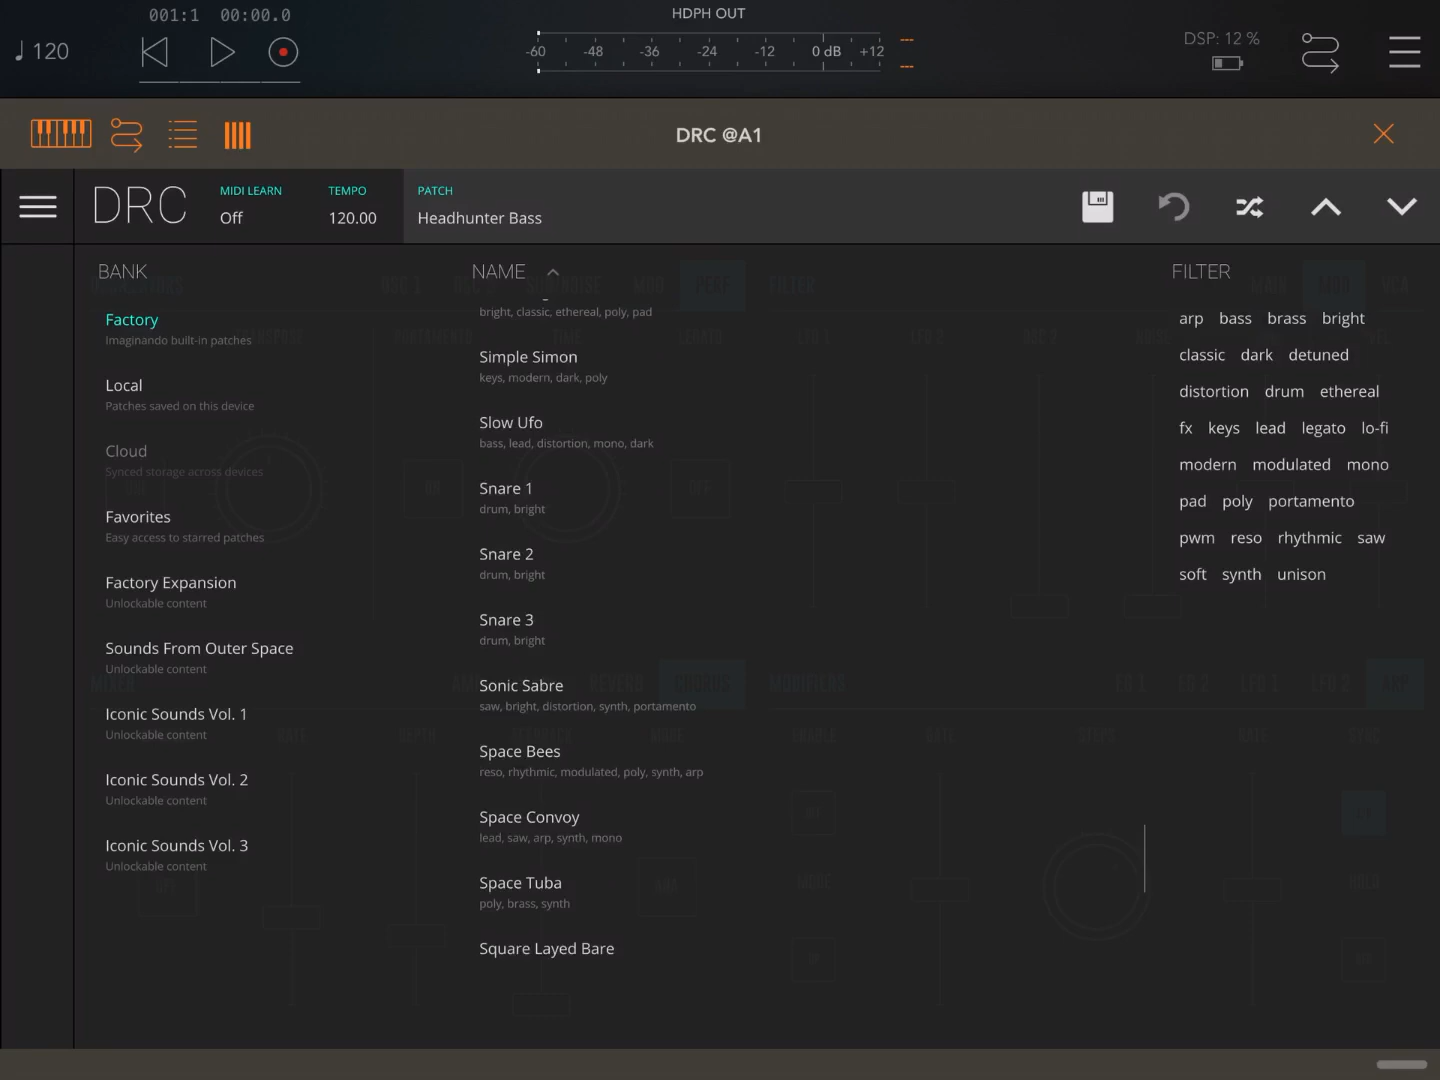 001:1 00:00.0
HDPH OUT
♩ 120
-60 -48 -36 -24 -12 0 dB +12
DSP: 12 %
DRC @A1
DRC
MIDI LEARN
Off
TEMPO
120.00
PATCH
Headhunter Bass
BANK
Factory
Imaginando built-in patches
Local
Patches saved on this device
Cloud
Synced storage across devices
Favorites
Easy access to starred patches
Factory Expansion
Unlockable content
Sounds From Outer Space
Unlockable content
Iconic Sounds Vol. 1
Unlockable content
Iconic Sounds Vol. 2
Unlockable content
Iconic Sounds Vol. 3
Unlockable content
NAME
bright, classic, ethereal, poly, pad
Simple Simon
keys, modern, dark, poly
Slow Ufo
bass, lead, distortion, mono, dark
Snare 1
drum, bright
Snare 2
drum, bright
Snare 3
drum, bright
Sonic Sabre
saw, bright, distortion, synth, portamento
Space Bees
reso, rhythmic, modulated, poly, synth, arp
Space Convoy
lead, saw, arp, synth, mono
Space Tuba
poly, brass, synth
Square Layed Bare
FILTER
arp bass brass bright
classic dark detuned
distortion drum ethereal
fx keys lead legato lo-fi
modern modulated mono
pad poly portamento
pwm reso rhythmic saw
soft synth unison